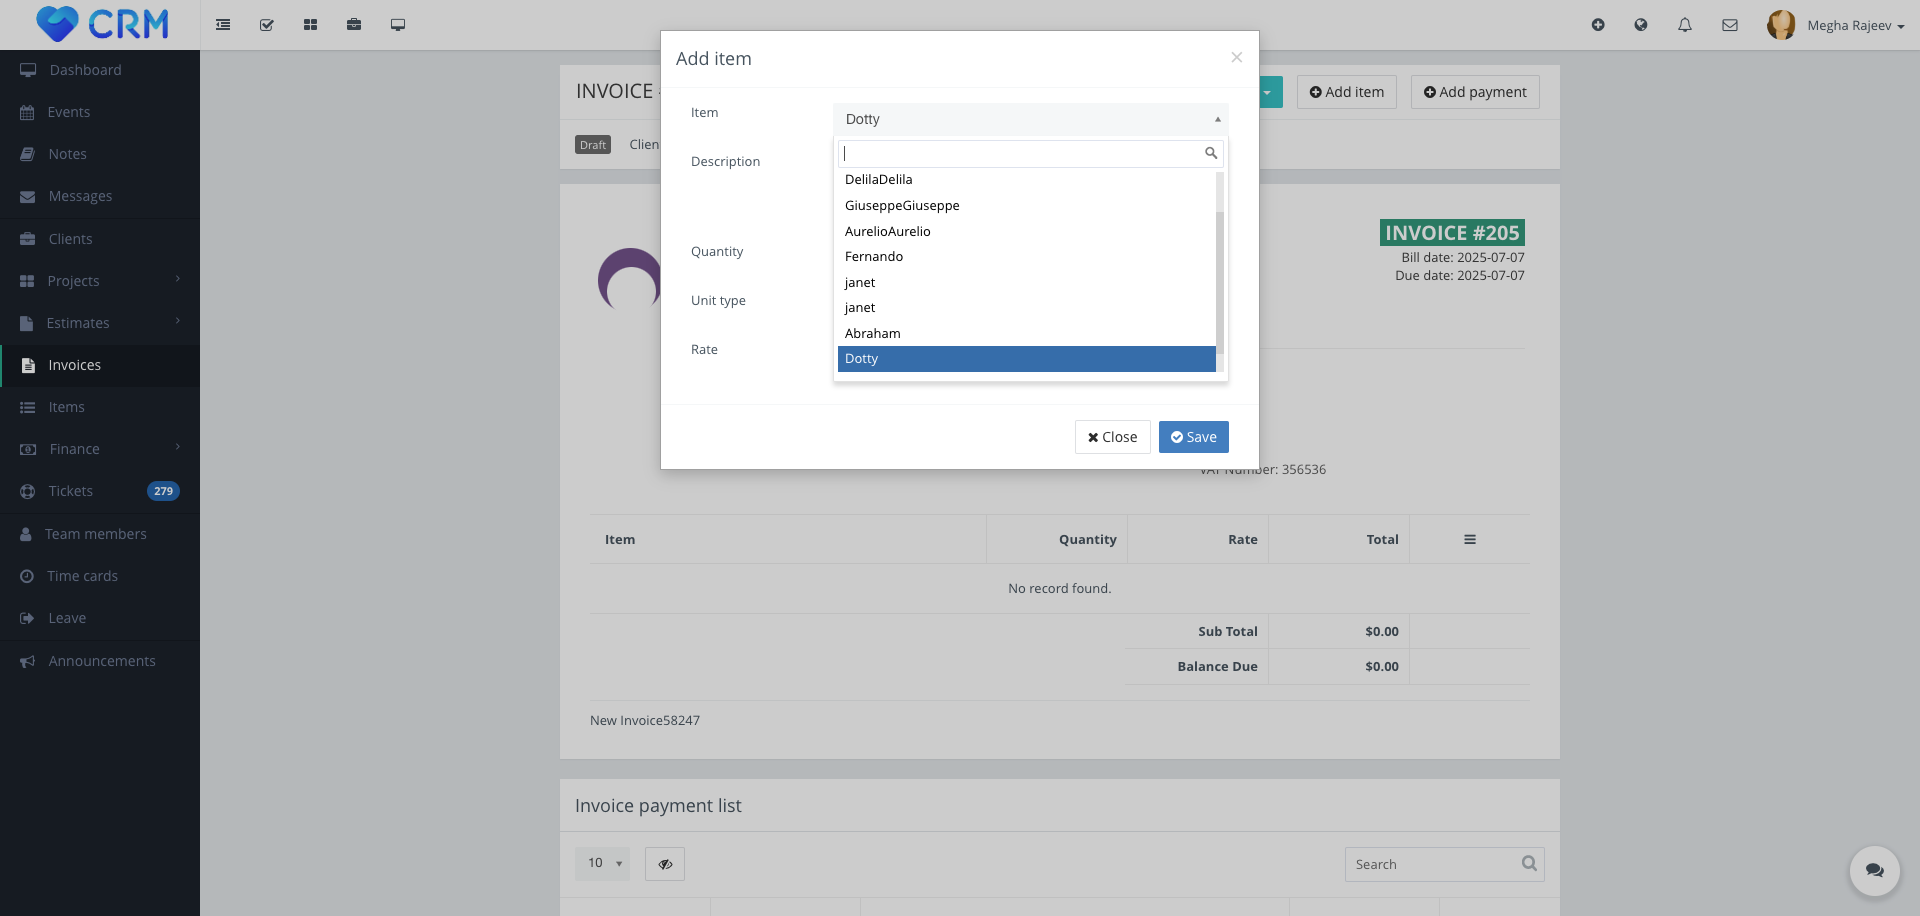 CRM
Megha Rajeev
Dashboard
Events
Notes
Messages
Clients
Projects
Estimates
Invoices
Items
Finance
Tickets 279
Team members
Time cards
Leave
Announcements
INVOICE
Add item
Add payment
Draft
Add item
×
Item
Dotty
Description
Quantity
Unit type
Rate
DelilaDelila
GiuseppeGiuseppe
AurelioAurelio
Fernando
janet
janet
Abraham
Dotty
Close
Save
INVOICE #205
Bill date: 2025-07-07
Due date: 2025-07-07
VAT Number: 356536
Item Quantity Rate Total
No record found.
Sub Total $0.00
Balance Due $0.00
New Invoice58247
Invoice payment list
10
Search